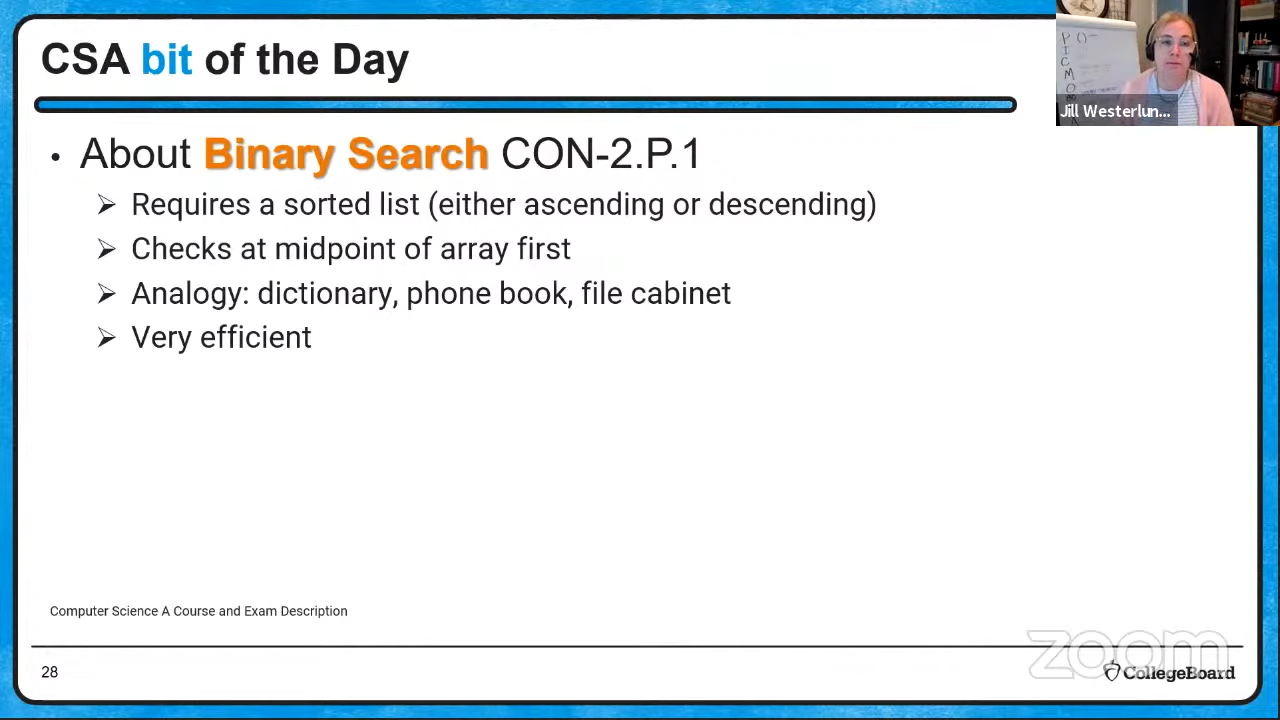 CSA bit of the Day
• About Binary Search CON-2.P.1
➢ Requires a sorted list (either ascending or descending)
➢ Checks at midpoint of array first
➢ Analogy: dictionary, phone book, file cabinet
➢ Very efficient
Computer Science A Course and Exam Description
28
P () –
I
C
M
O
Jill Westerlun...
zoom
CollegeBoard